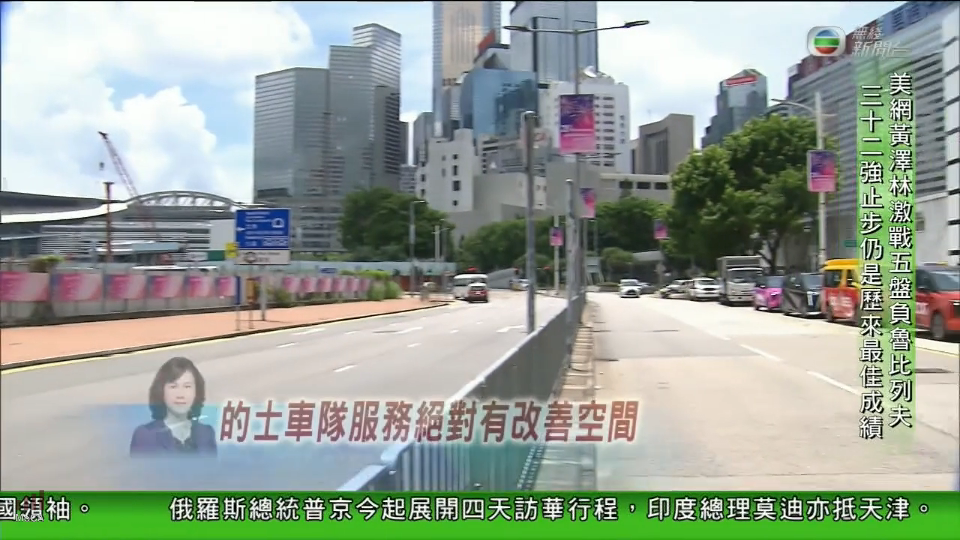 無綫新聞
美網黃澤林激戰五盤負魯比列夫
三十二強止步仍是歷來最佳成績
的士車隊服務絕對有改善空間
國領袖。 俄羅斯總統普京今起展開四天訪華行程，印度總理莫迪亦抵天津。